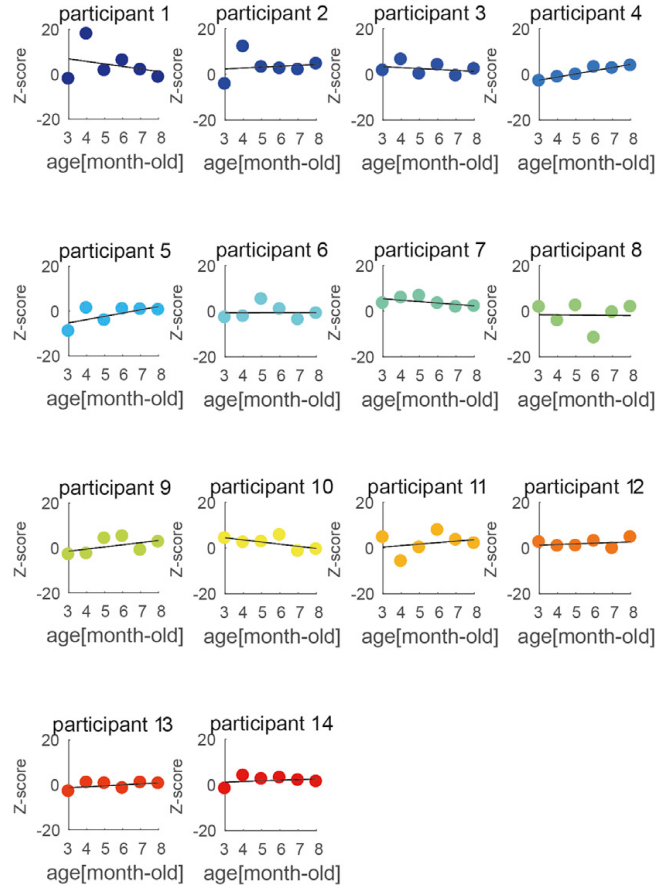 participant 1 participant 2 participant 3 participant 4
20 20 20 20
Z-score Z-score Z-score Z-score
0 0 0 0
-20 -20 -20 -20
3 4 5 6 7 8 3 4 5 6 7 8 3 4 5 6 7 8 3 4 5 6 7 8
age[month-old] age[month-old] age[month-old] age[month-old]
participant 5 participant 6 participant 7 participant 8
20 20 20 20
Z-score Z-score Z-score Z-score
0 0 0 0
-20 -20 -20 -20
3 4 5 6 7 8 3 4 5 6 7 8 3 4 5 6 7 8 3 4 5 6 7 8
age[month-old] age[month-old] age[month-old] age[month-old]
participant 9 participant 10 participant 11 participant 12
20 20 20 20
Z-score Z-score Z-score Z-score
0 0 0 0
-20 -20 -20 -20
3 4 5 6 7 8 3 4 5 6 7 8 3 4 5 6 7 8 3 4 5 6 7 8
age[month-old] age[month-old] age[month-old] age[month-old]
participant 13 participant 14
20 20
Z-score Z-score
0 0
-20 -20
3 4 5 6 7 8 3 4 5 6 7 8
age[month-old] age[month-old]